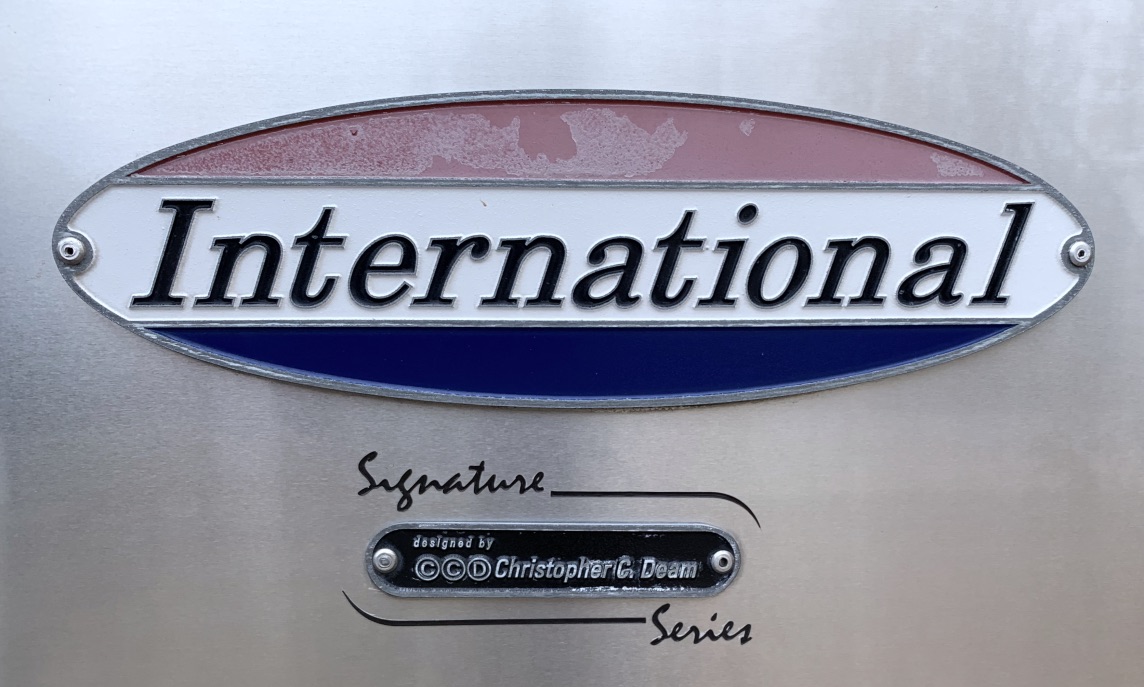 International
Signature
designed by
CCD Christopher C. Deam
Series